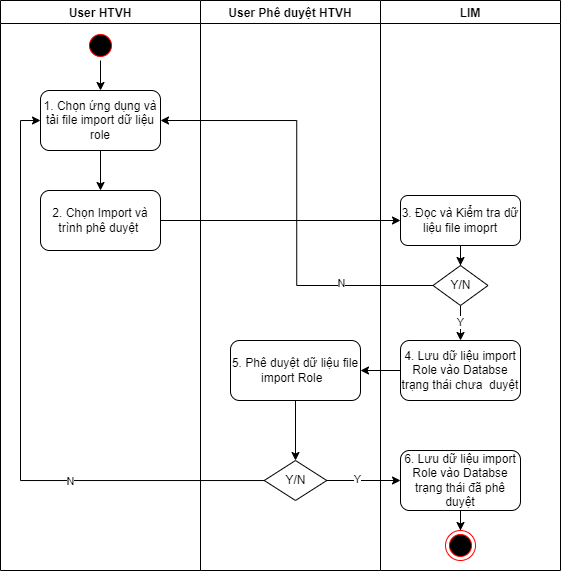 User HTVH
User Phê duyệt HTVH
LIM
1. Chọn ứng dụng và
tải file import dữ liệu
role
2. Chọn Import và
trình phê duyệt
3. Đọc và Kiểm tra dữ
liệu file imoprt
Y/N
N
Y
4. Lưu dữ liệu import
Role vào Databse
trạng thái chưa duyệt
5. Phê duyệt dữ liệu file
import Role
Y/N
N
Y
6. Lưu dữ liệu import
Role vào Databse
trạng thái đã phê
duyệt